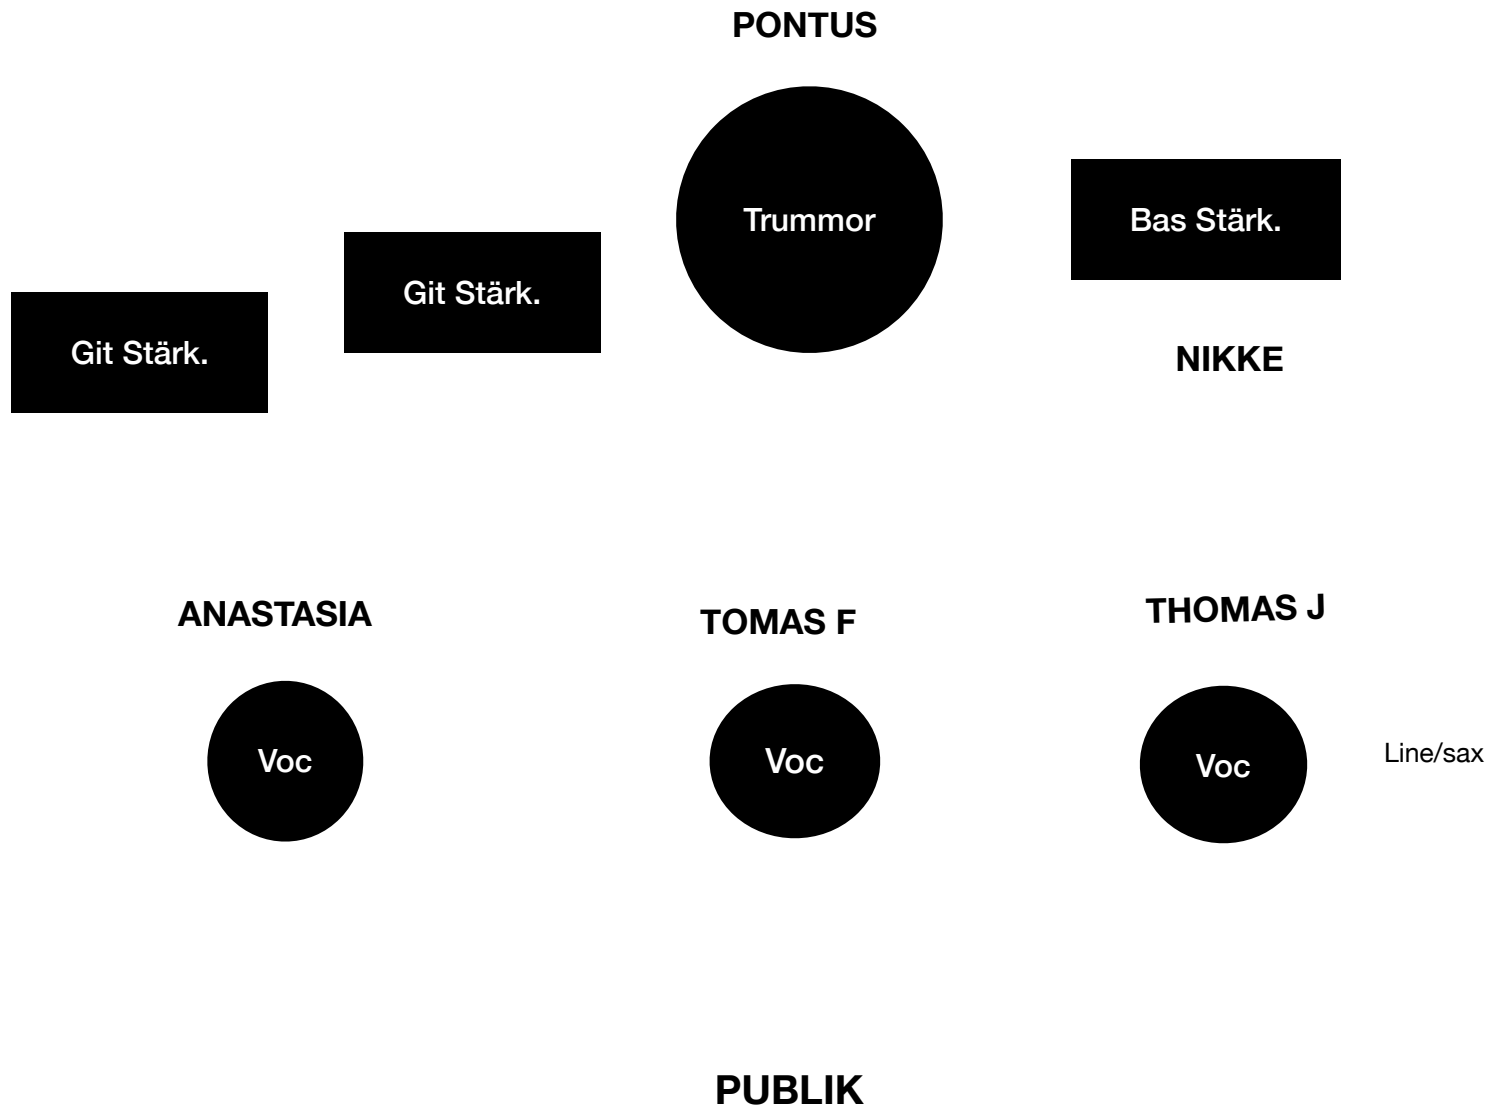 PONTUS
Trummor
Bas Stärk.
Git Stärk.
Git Stärk.
NIKKE
ANASTASIA
TOMAS F
THOMAS J
Voc
Voc
Voc
Line/sax
PUBLIK